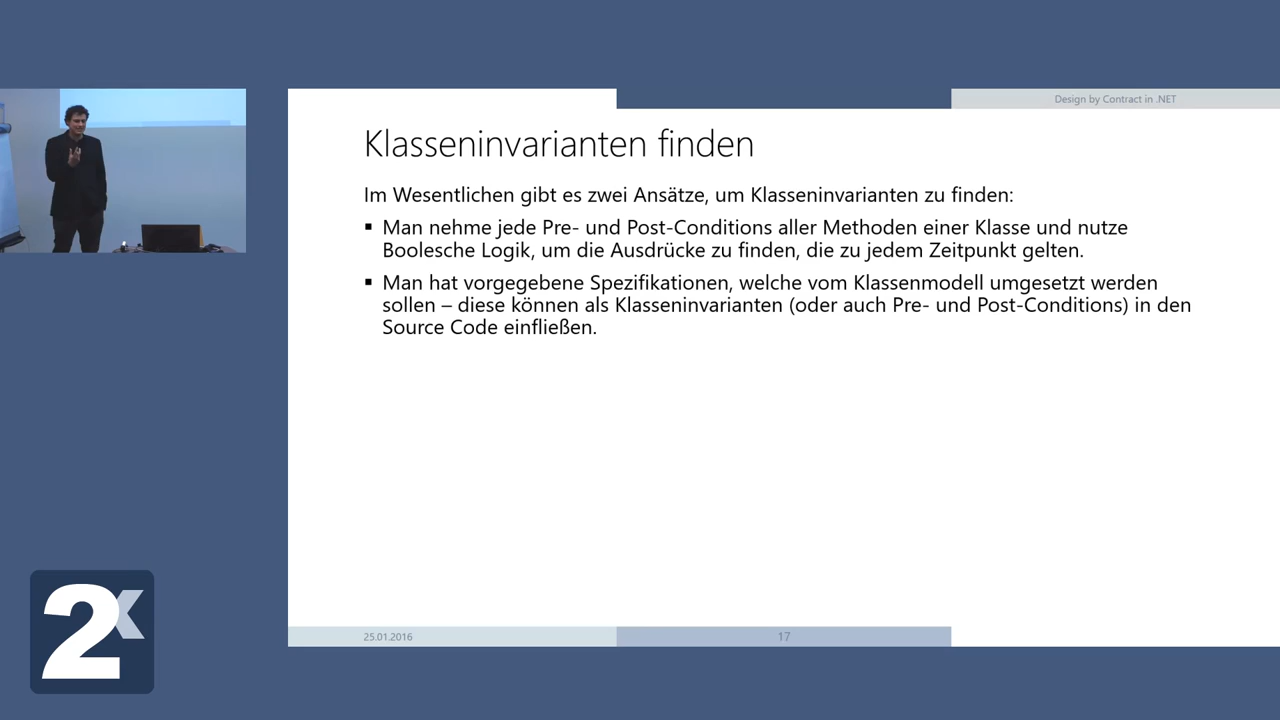 Design by Contract in .NET
Klasseninvarianten finden
Im Wesentlichen gibt es zwei Ansätze, um Klasseninvarianten zu finden:
▪ Man nehme jede Pre- und Post-Conditions aller Methoden einer Klasse und nutze
Boolesche Logik, um die Ausdrücke zu finden, die zu jedem Zeitpunkt gelten.
▪ Man hat vorgegebene Spezifikationen, welche vom Klassenmodell umgesetzt werden
sollen – diese können als Klasseninvarianten (oder auch Pre- und Post-Conditions) in den
Source Code einfließen.
25.01.2016
17
2x